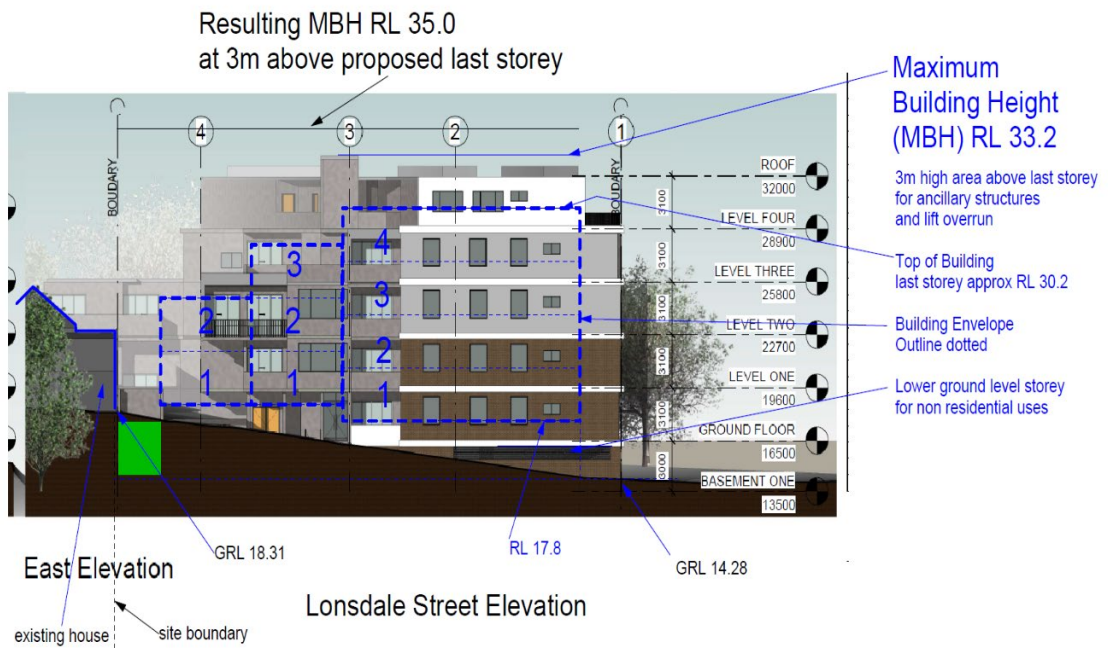 Resulting MBH RL 35.0
at 3m above proposed last storey
Maximum
Building Height
(MBH) RL 33.2
3m high area above last storey
for ancillary structures
and lift overrun
Top of Building
last storey approx RL 30.2
Building Envelope
Outline dotted
Lower ground level storey
for non residential uses
4
3
2
1
BOUDARY
BOUDARY
ROOF
32000
3100
LEVEL FOUR
28900
3100
LEVEL THREE
25800
3100
LEVEL TWO
22700
3100
LEVEL ONE
19600
3100
GROUND FLOOR
16500
3000
BASEMENT ONE
13500
2
1
3
2
1
4
3
2
1
GRL 18.31
RL 17.8
GRL 14.28
East Elevation
Lonsdale Street Elevation
existing house
site boundary